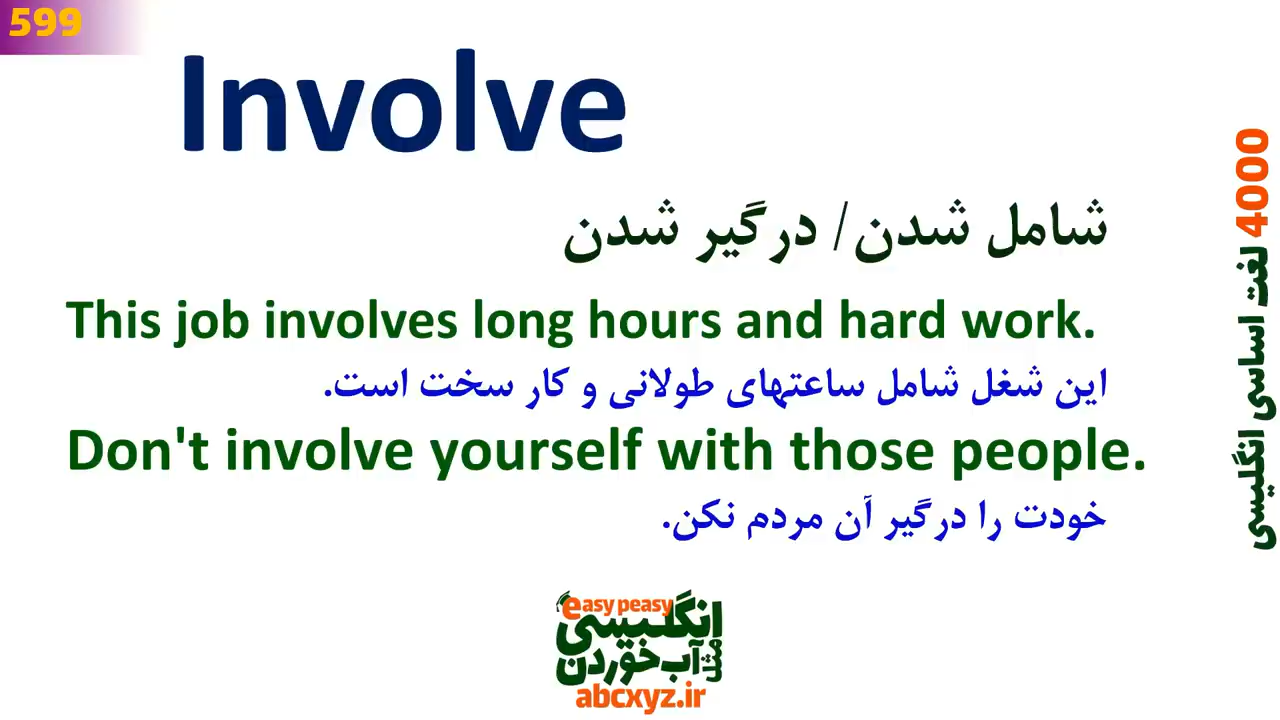 599
Involve
شامل شدن/ درگیر شدن
This job involves long hours and hard work.
این شغل شامل ساعتهای طولانی و کار سخت است.
Don't involve yourself with those people.
خودت را درگیر آن مردم نکن.
4000 لغت اساسی انگلیسی
easy peasy
انگلیسی
مثل آب خوردن
abcxyz.ir